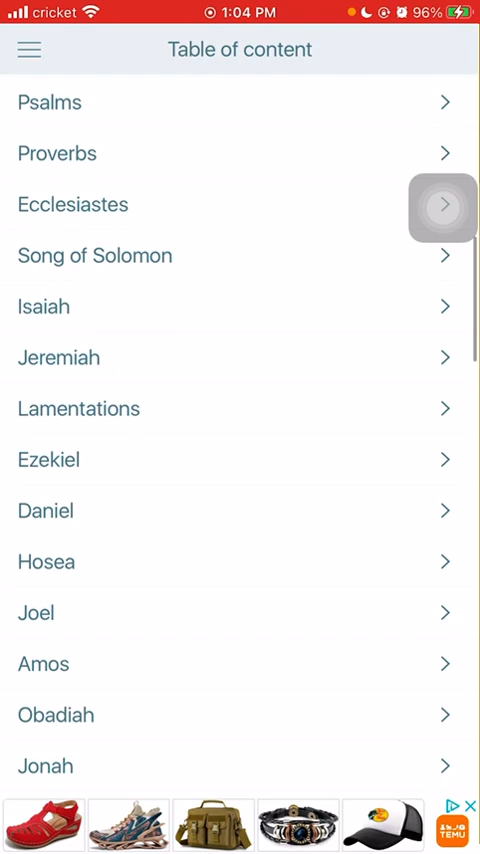 cricket 1:04 PM 96%
Table of content
Psalms
Proverbs
Ecclesiastes
Song of Solomon
Isaiah
Jeremiah
Lamentations
Ezekiel
Daniel
Hosea
Joel
Amos
Obadiah
Jonah
TEMU